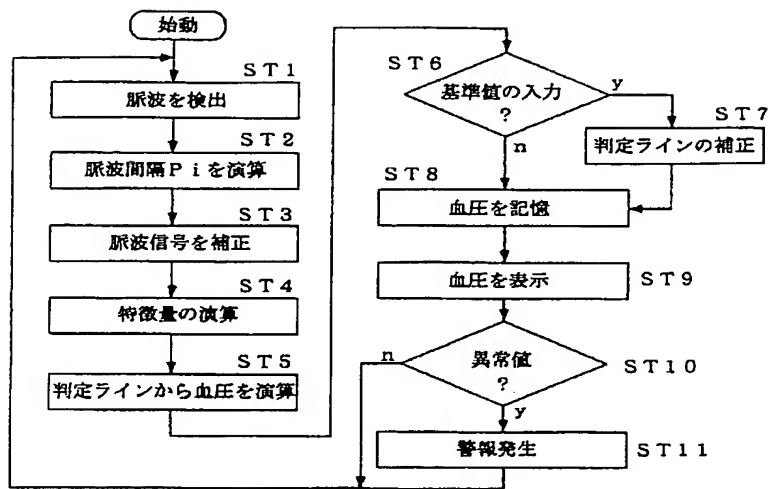 始動
ST1
脈波を検出
ST2
脈波間隔Piを演算
ST3
脈波信号を補正
ST4
特徴量の演算
ST5
判定ラインから血圧を演算
ST6
基準値の入力
?
y
n
ST7
判定ラインの補正
ST8
血圧を記憶
血圧を表示
ST9
異常値
?
n
y
ST10
警報発生
ST11